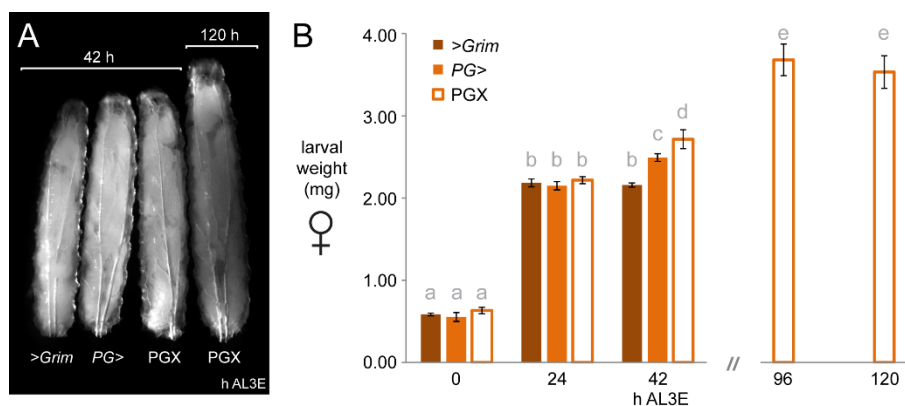 A
120 h
42 h
>Grim
PG>
PGX
PGX
h AL3E
B
>Grim
PG>
PGX
larval
weight
(mg)
♀
4.00
3.00
2.00
1.00
0.00
a a a
b b b
b c d
e
e
0
24
42
//
96
120
h AL3E